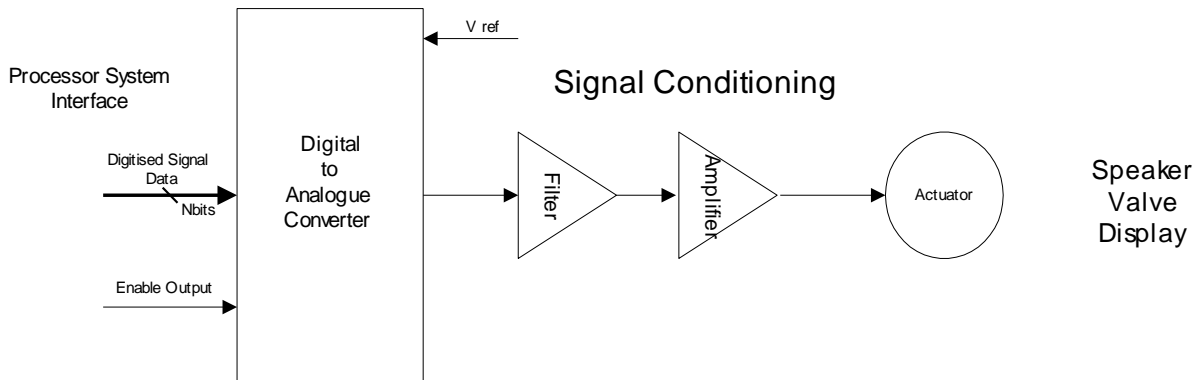 V ref
Processor System
Interface
Signal Conditioning
Digitised Signal
Data
Nbits
Digital
to
Analogue
Converter
Filter
Amplifier
Actuator
Speaker
Valve
Display
Enable Output